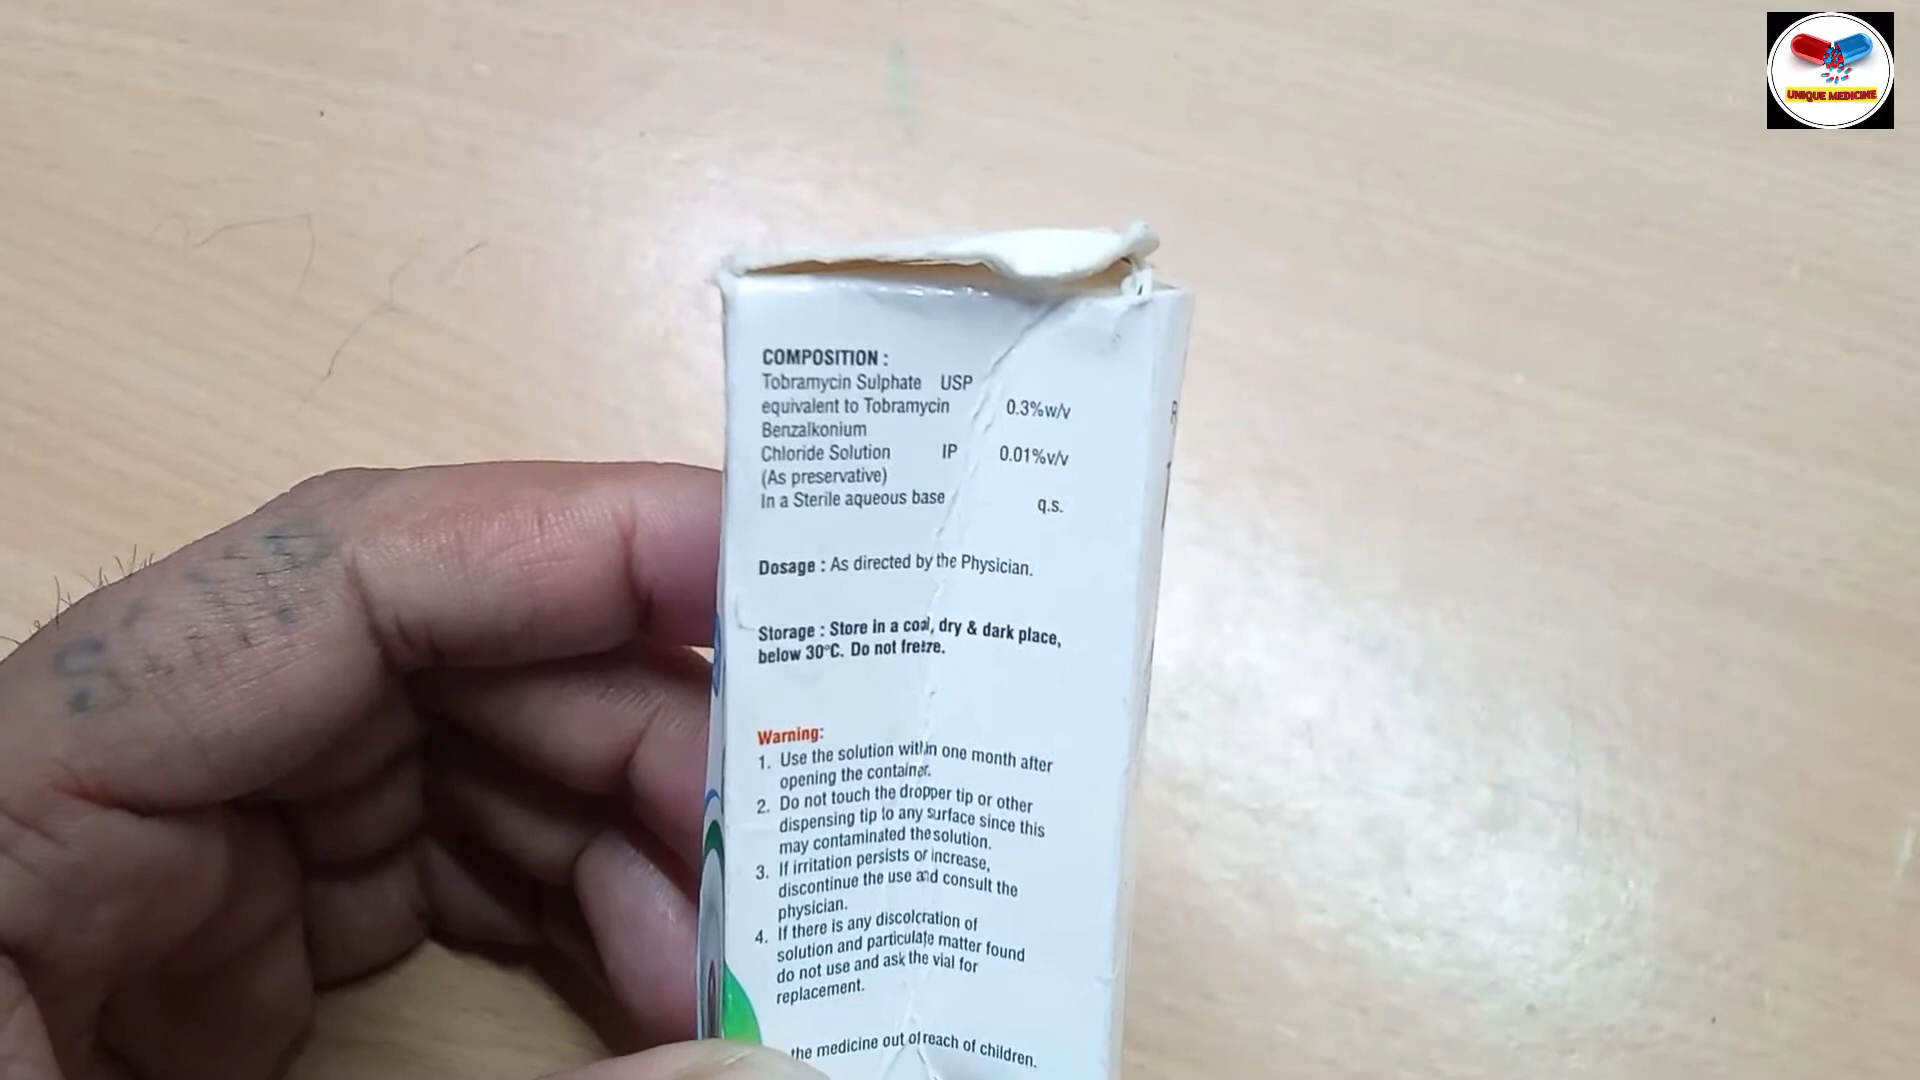 UNIQUE MEDICINE
COMPOSITION :
Tobramycin Sulphate USP
equivalent to Tobramycin 0.3%w/v
Benzalkonium
Chloride Solution IP 0.01%v/v
(As preservative)
In a Sterile aqueous base q.s.
Dosage : As directed by the Physician.
Storage : Store in a cool, dry & dark place,
below 30°C. Do not freeze.
Warning:
1. Use the solution within one month after
opening the container.
2. Do not touch the dropper tip or other
dispensing tip to any surface since this
may contaminated the solution.
3. If irritation persists or increase,
discontinue the use and consult the
physician.
4. If there is any discoloration of
solution and particulate matter found
do not use and ask the vial for
replacement.
the medicine out of reach of children.